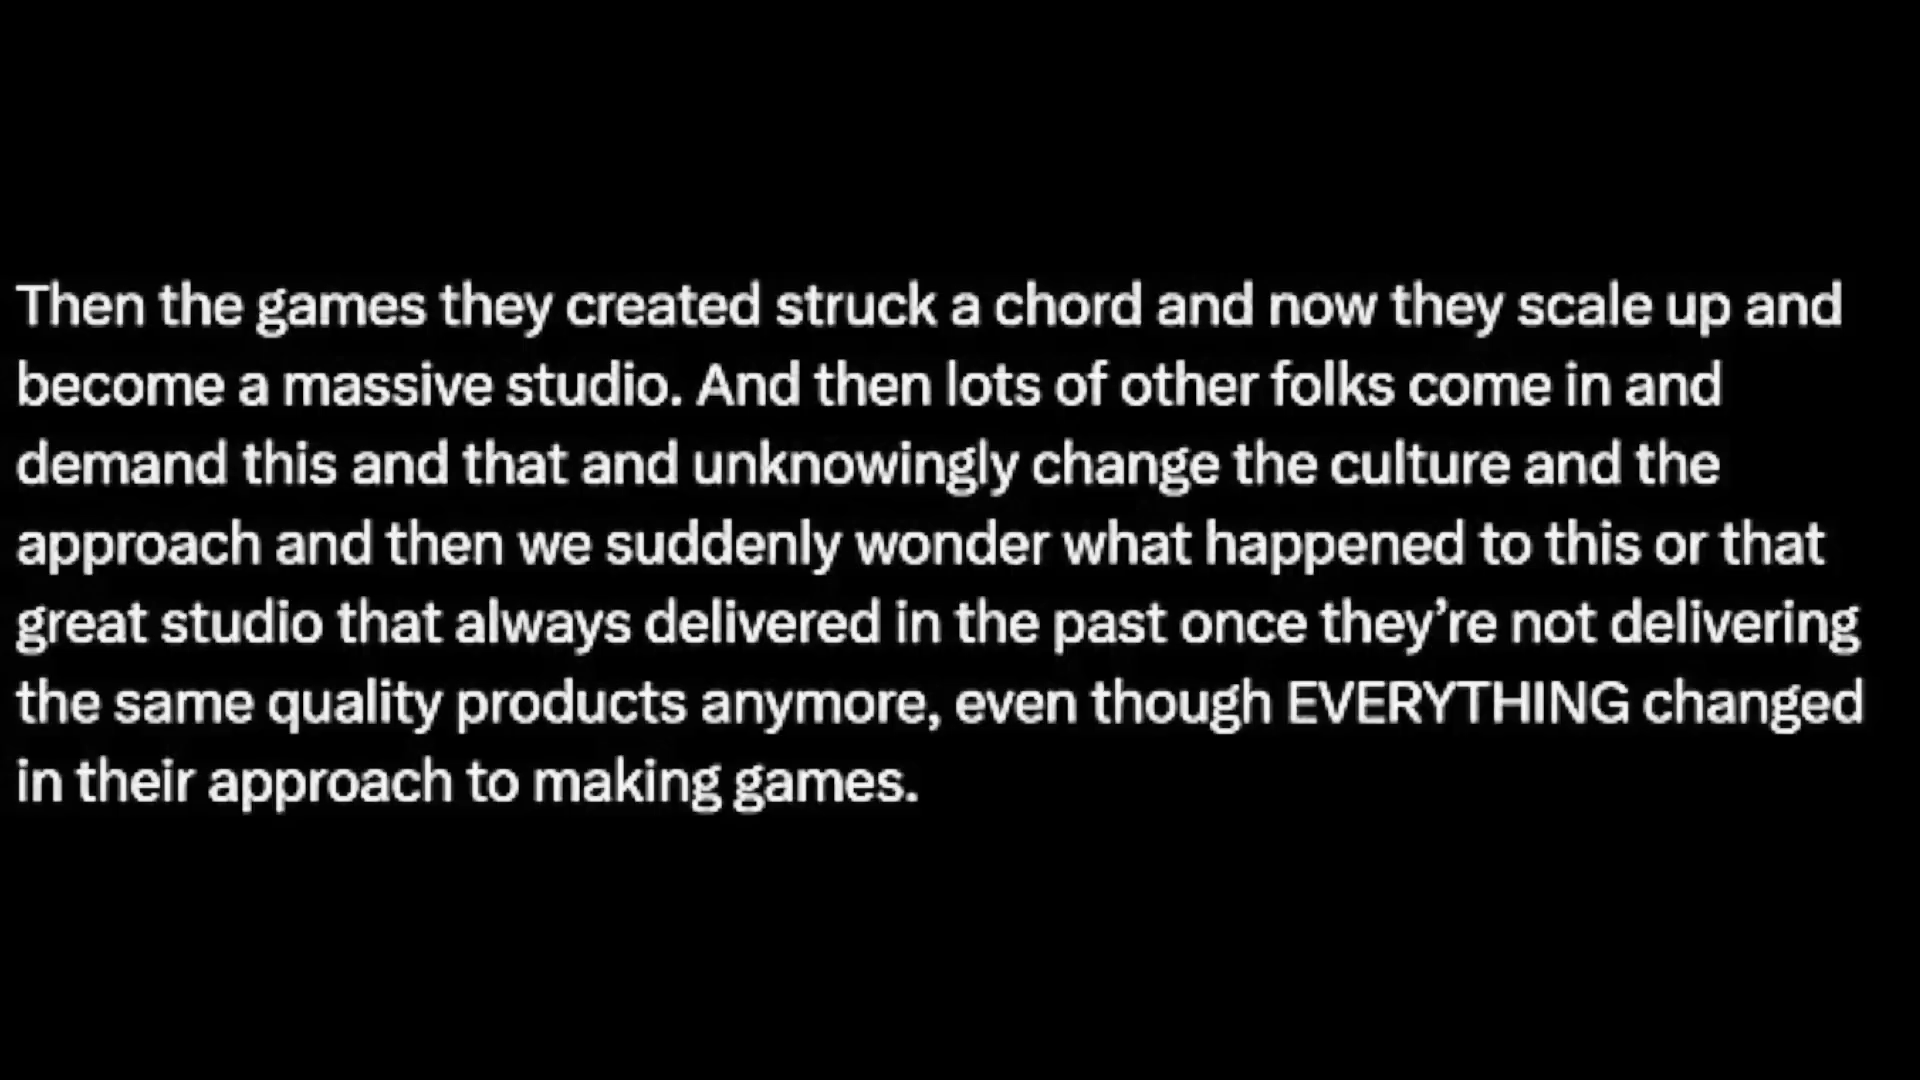 Then the games they created struck a chord and now they scale up and
become a massive studio. And then lots of other folks come in and
demand this and that and unknowingly change the culture and the
approach and then we suddenly wonder what happened to this or that
great studio that always delivered in the past once they’re not delivering
the same quality products anymore, even though EVERYTHING changed
in their approach to making games.